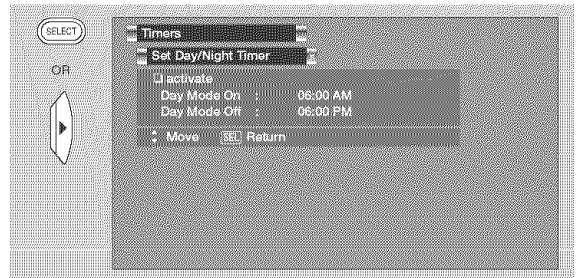 SELECT
OR
Timers
Set Day/Night Timer
activate
Day Mode On : 06:00 AM
Day Mode Off : 06:00 PM
Move SEL Return